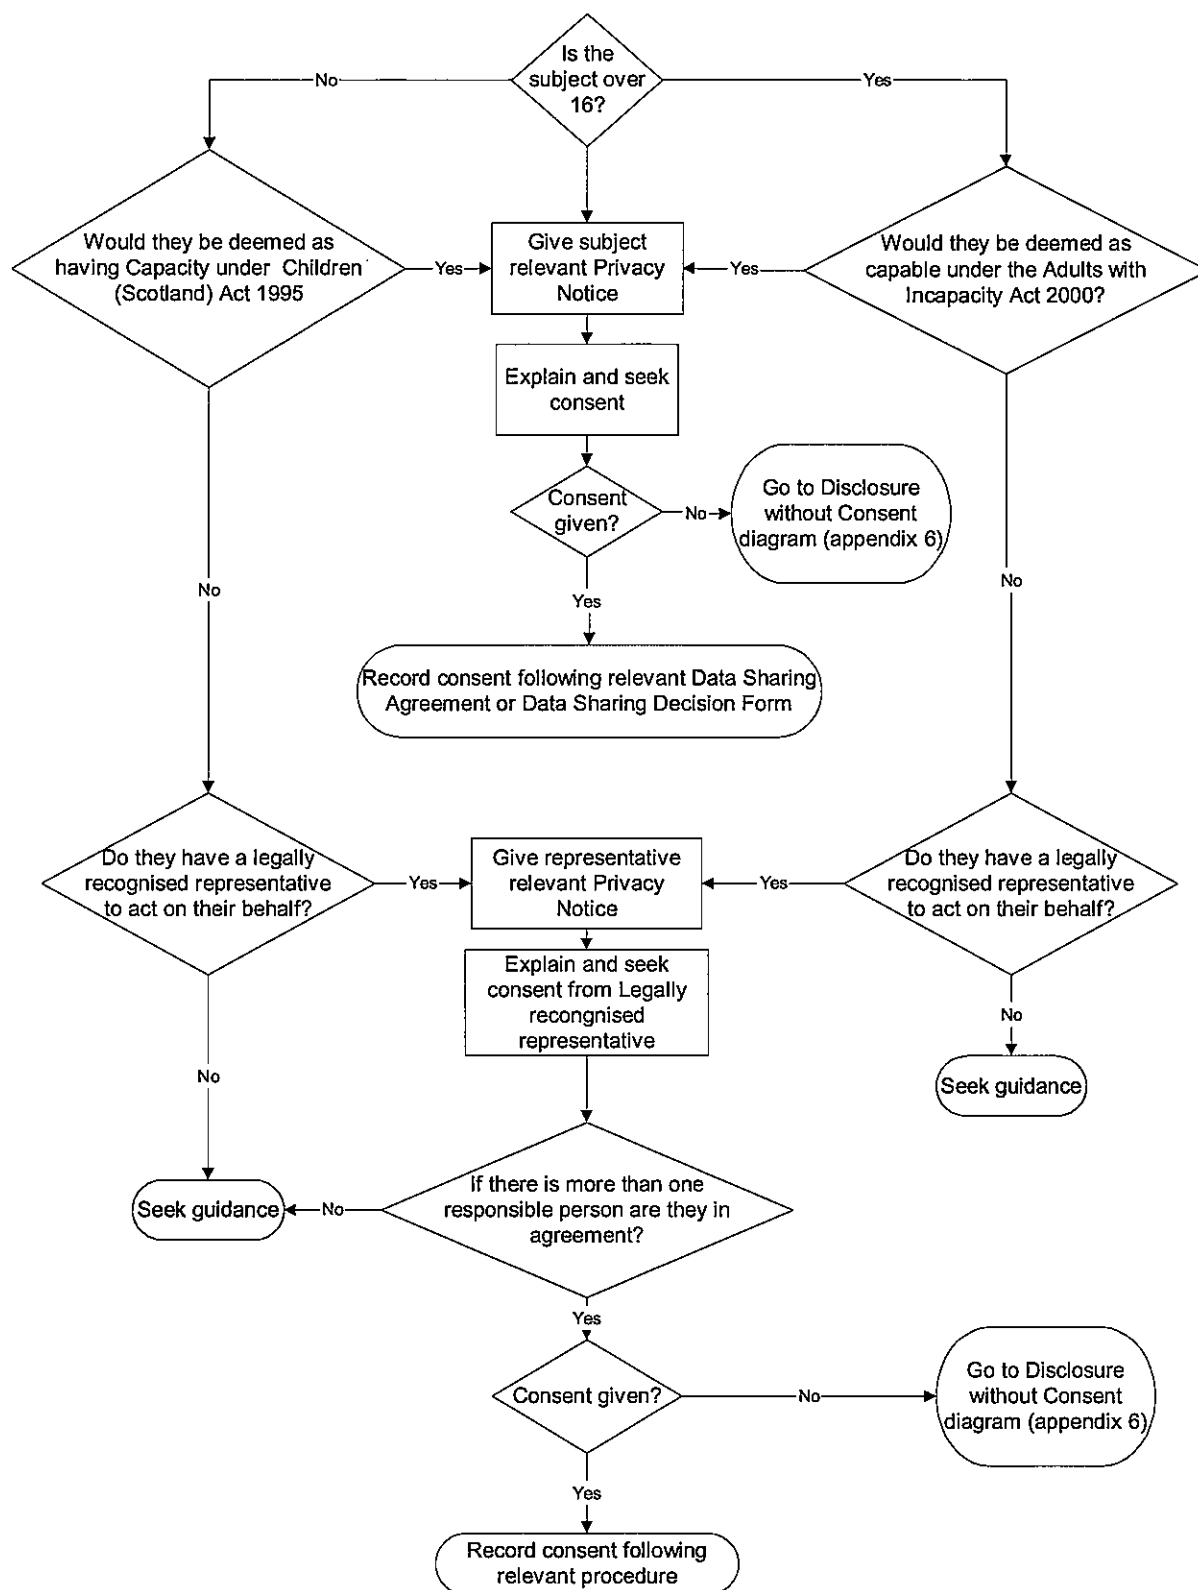 Is the
subject over
16?
No
Yes
Would they be deemed as
having Capacity under Children
(Scotland) Act 1995
Yes
Give subject
relevant Privacy
Notice
Yes
Would they be deemed as
capable under the Adults with
Incapacity Act 2000?
Explain and seek
consent
Consent
given?
No
Go to Disclosure
without Consent
diagram (appendix 6)
No
Yes
No
Record consent following relevant Data Sharing
Agreement or Data Sharing Decision Form
Do they have a legally
recognised representative
to act on their behalf?
Yes
Give representative
relevant Privacy
Notice
Yes
Do they have a legally
recognised representative
to act on their behalf?
Explain and seek
consent from Legally
recongnised
representative
No
No
Seek guidance
If there is more than one
responsible person are they in
agreement?
No
Seek guidance
Yes
Consent given?
No
Go to Disclosure
without Consent
diagram (appendix 6)
Yes
Record consent following
relevant procedure